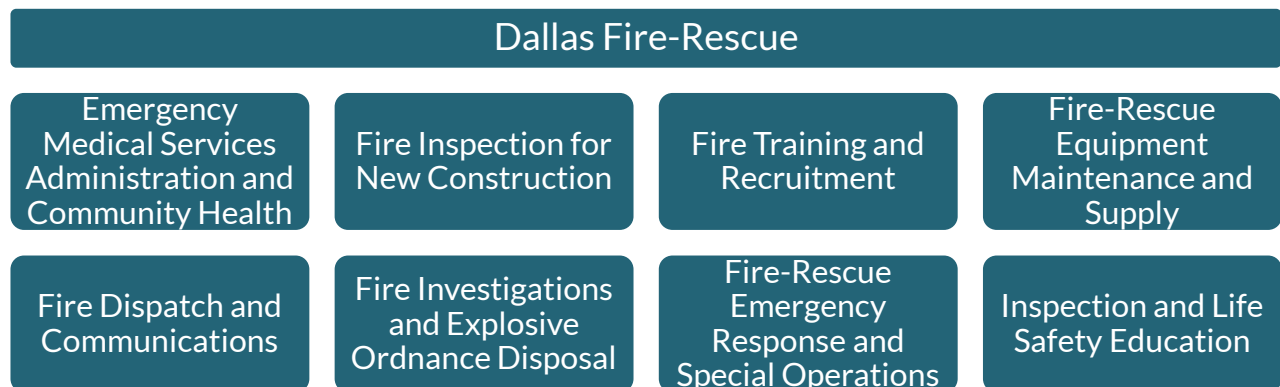 Dallas Fire-Rescue
Emergency
Medical Services
Administration and
Community Health
Fire Inspection for
New Construction
Fire Training and
Recruitment
Fire-Rescue
Equipment
Maintenance and
Supply
Fire Dispatch and
Communications
Fire Investigations
and Explosive
Ordnance Disposal
Fire-Rescue
Emergency
Response and
Special Operations
Inspection and Life
Safety Education